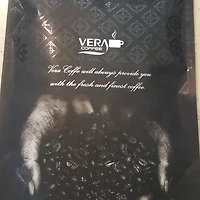 VERA
COFFEE
Vera Coffe will always provide you
with the fresh and finest coffee.